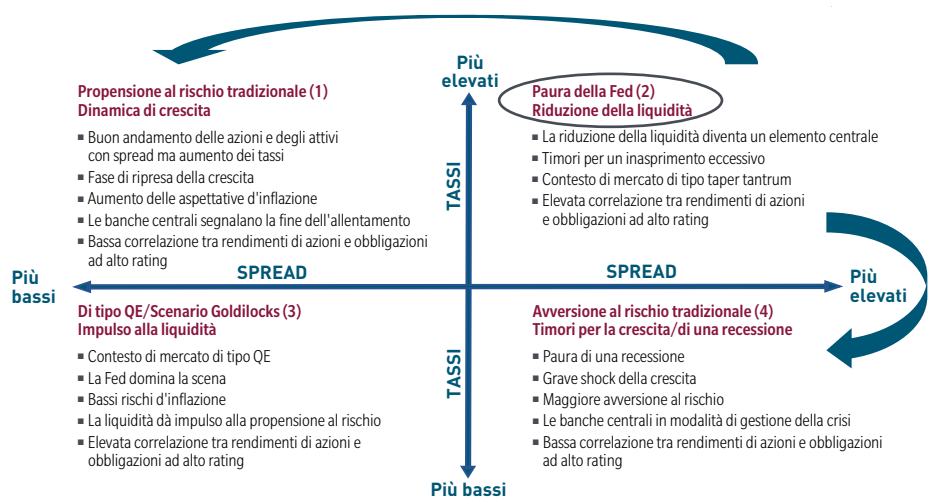 Più
elevati
Propensione al rischio tradizionale (1)
Dinamica di crescita
▪ Buon andamento delle azioni e degli attivi
con spread ma aumento dei tassi
▪ Fase di ripresa della crescita
▪ Aumento delle aspettative d'inflazione
▪ Le banche centrali segnalano la fine dell'allentamento
▪ Bassa correlazione tra rendimenti di azioni e obbligazioni
ad alto rating
TASSI
Paura della Fed (2)
Riduzione della liquidità
▪ La riduzione della liquidità diventa un elemento centrale
▪ Timori per un inasprimento eccessivo
▪ Contesto di mercato di tipo taper tantrum
▪ Elevata correlazione tra rendimenti di azioni
e obbligazioni ad alto rating
Più
bassi
SPREAD
SPREAD
Più
elevati
Di tipo QE/Scenario Goldilocks (3)
Impulso alla liquidità
▪ Contesto di mercato di tipo QE
▪ La Fed domina la scena
▪ Bassi rischi d'inflazione
▪ La liquidità dà impulso alla propensione al rischio
▪ Elevata correlazione tra rendimenti di azioni e
obbligazioni ad alto rating
TASSI
Avversione al rischio tradizionale (4)
Timori per la crescita/di una recessione
▪ Paura di una recessione
▪ Grave shock della crescita
▪ Maggiore avversione al rischio
▪ Le banche centrali in modalità di gestione della crisi
▪ Bassa correlazione tra rendimenti di azioni e obbligazioni
ad alto rating
Più bassi